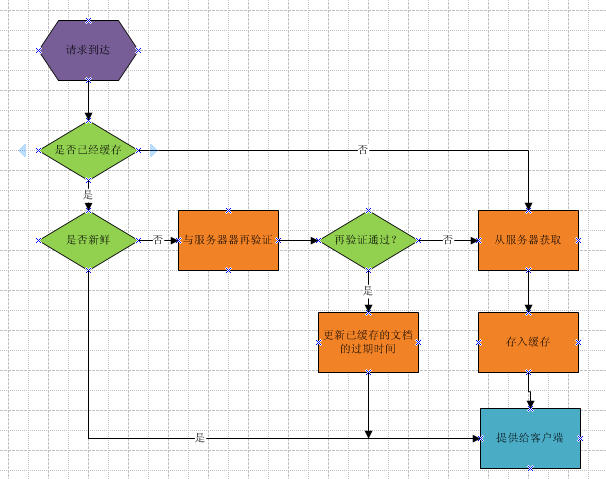 请求到达
是否已经缓存
否
是
是否新鲜
否
与服务器器再验证
再验证通过？
否
从服务器获取
是
更新已缓存的文档
的过期时间
存入缓存
是
提供给客户端